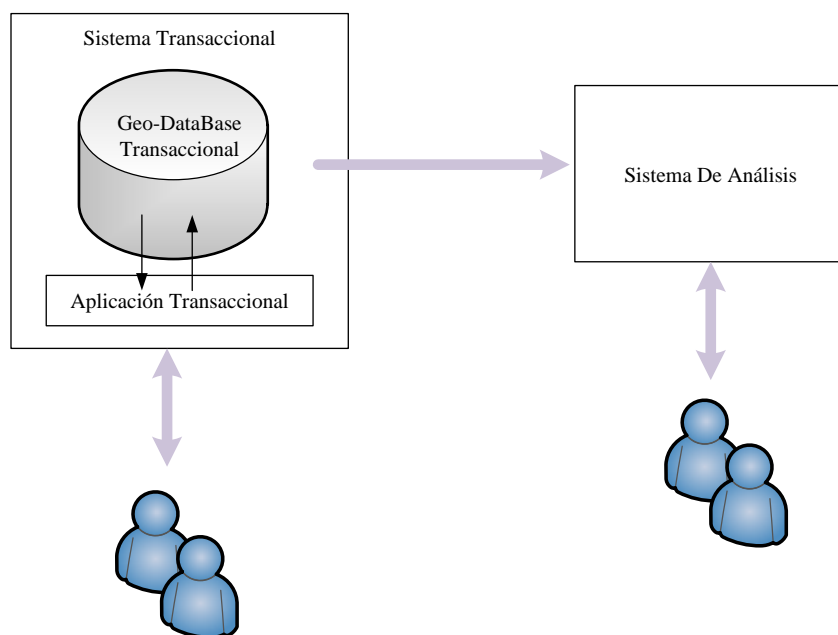 Sistema Transaccional
Geo-DataBase
Transaccional
Sistema De Análisis
Aplicación Transaccional